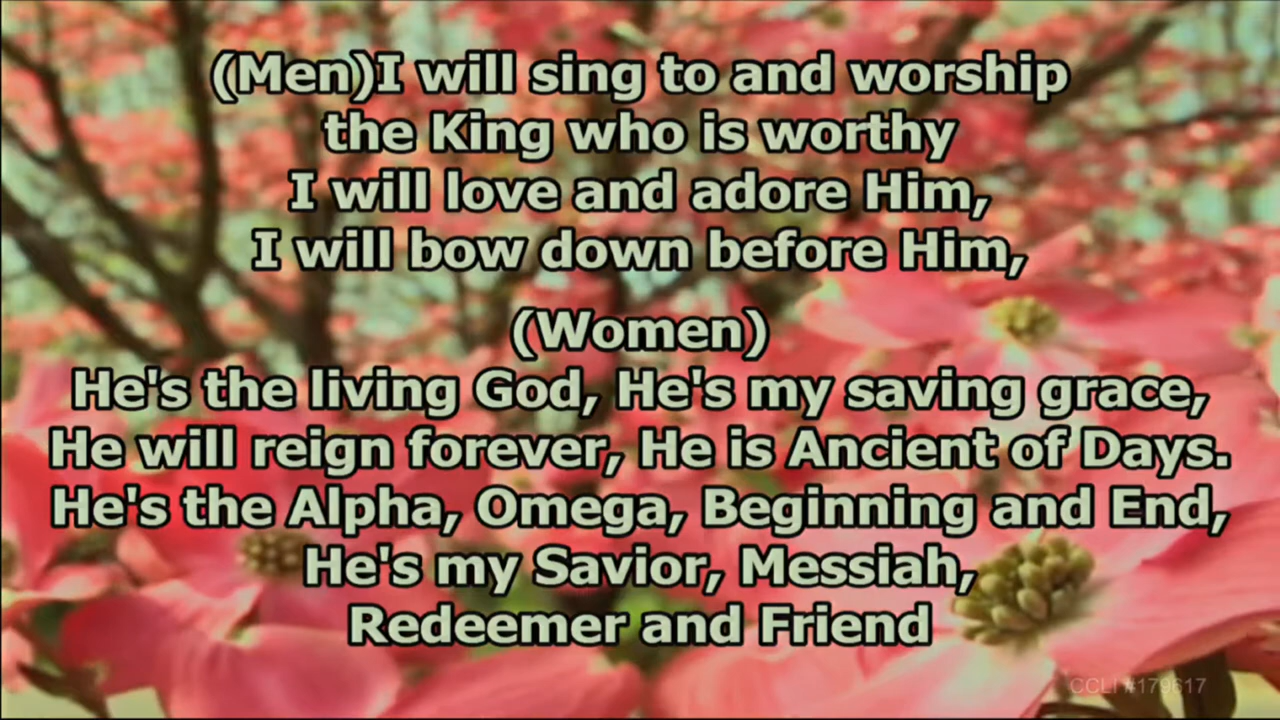 (Men)I will sing to and worship
the King who is worthy
I will love and adore Him,
I will bow down before Him,
(Women)
He's the living God, He's my saving grace,
He will reign forever, He is Ancient of Days.
He's the Alpha, Omega, Beginning and End,
He's my Savior, Messiah,
Redeemer and Friend
CCLI #179617